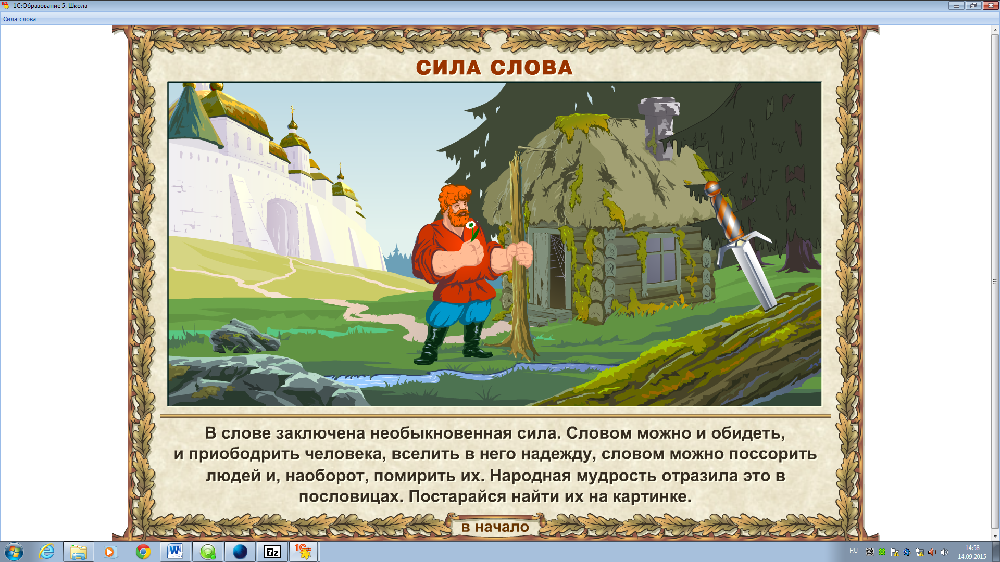 1С:Образование 5. Школа
Сила слова
СИЛА СЛОВА
В слове заключена необыкновенная сила. Словом можно и обидеть,
и приободрить человека, вселить в него надежду, словом можно поссорить
людей и, наоборот, помирить их. Народная мудрость отразила это в
пословицах. Постарайся найти их на картинке.
в начало
W
7z
1С
RU
14:58
14.09.2015